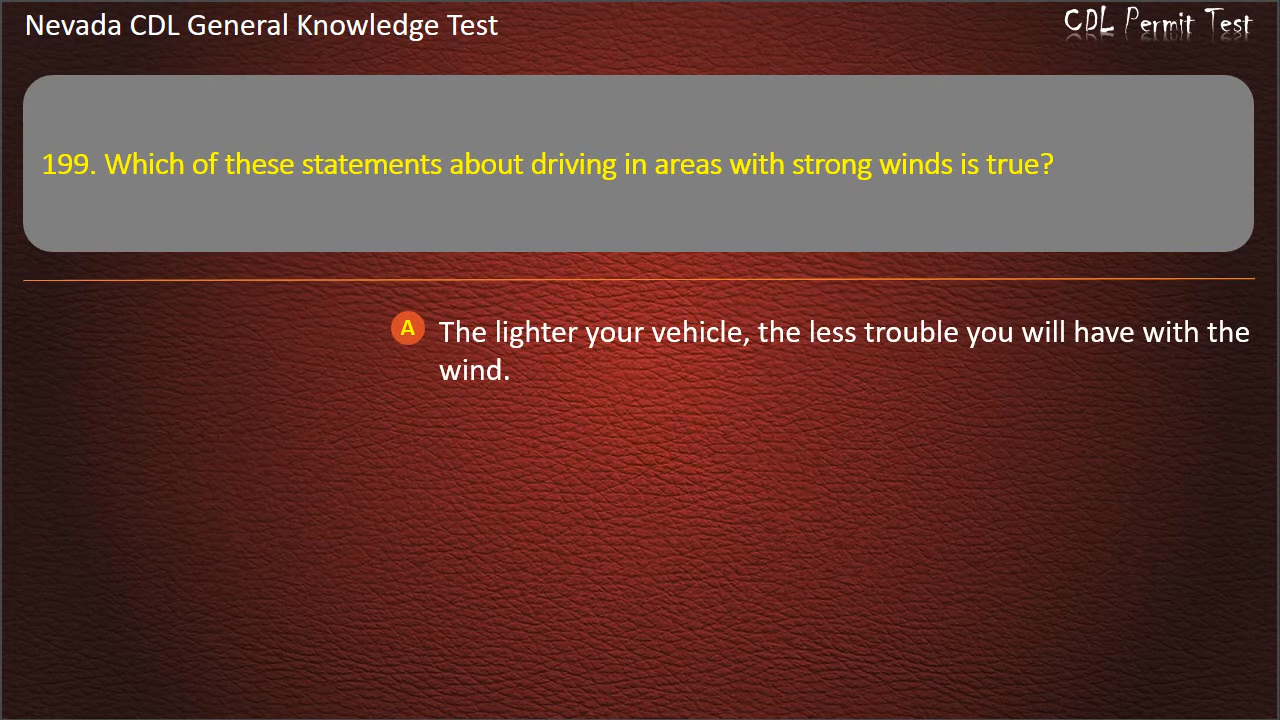 Nevada CDL General Knowledge Test
CDL Permit Test
199. Which of these statements about driving in areas with strong winds is true?
A The lighter your vehicle, the less trouble you will have with the
wind.